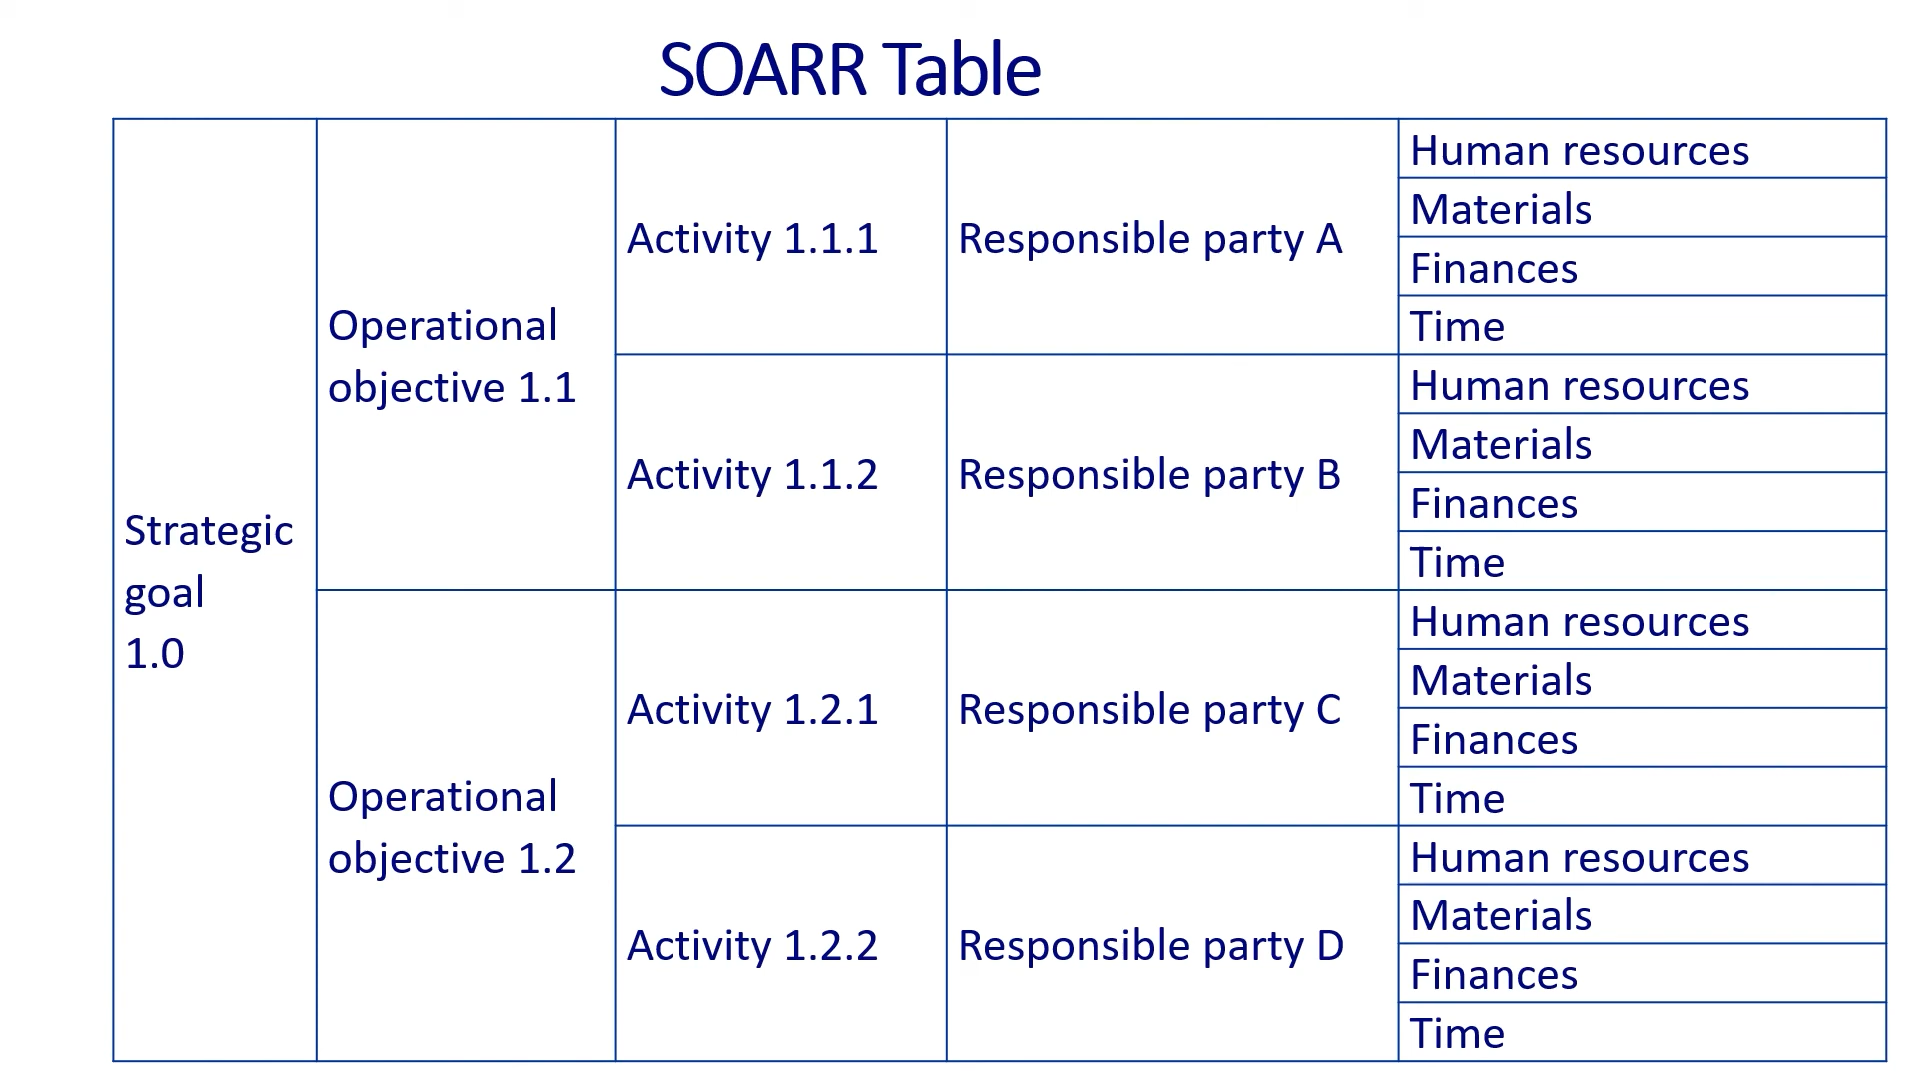 SOARR Table
Strategic
goal
1.0
Operational
objective 1.1
Activity 1.1.1
Responsible party A
Human resources
Materials
Finances
Time
Activity 1.1.2
Responsible party B
Human resources
Materials
Finances
Time
Operational
objective 1.2
Activity 1.2.1
Responsible party C
Human resources
Materials
Finances
Time
Activity 1.2.2
Responsible party D
Human resources
Materials
Finances
Time